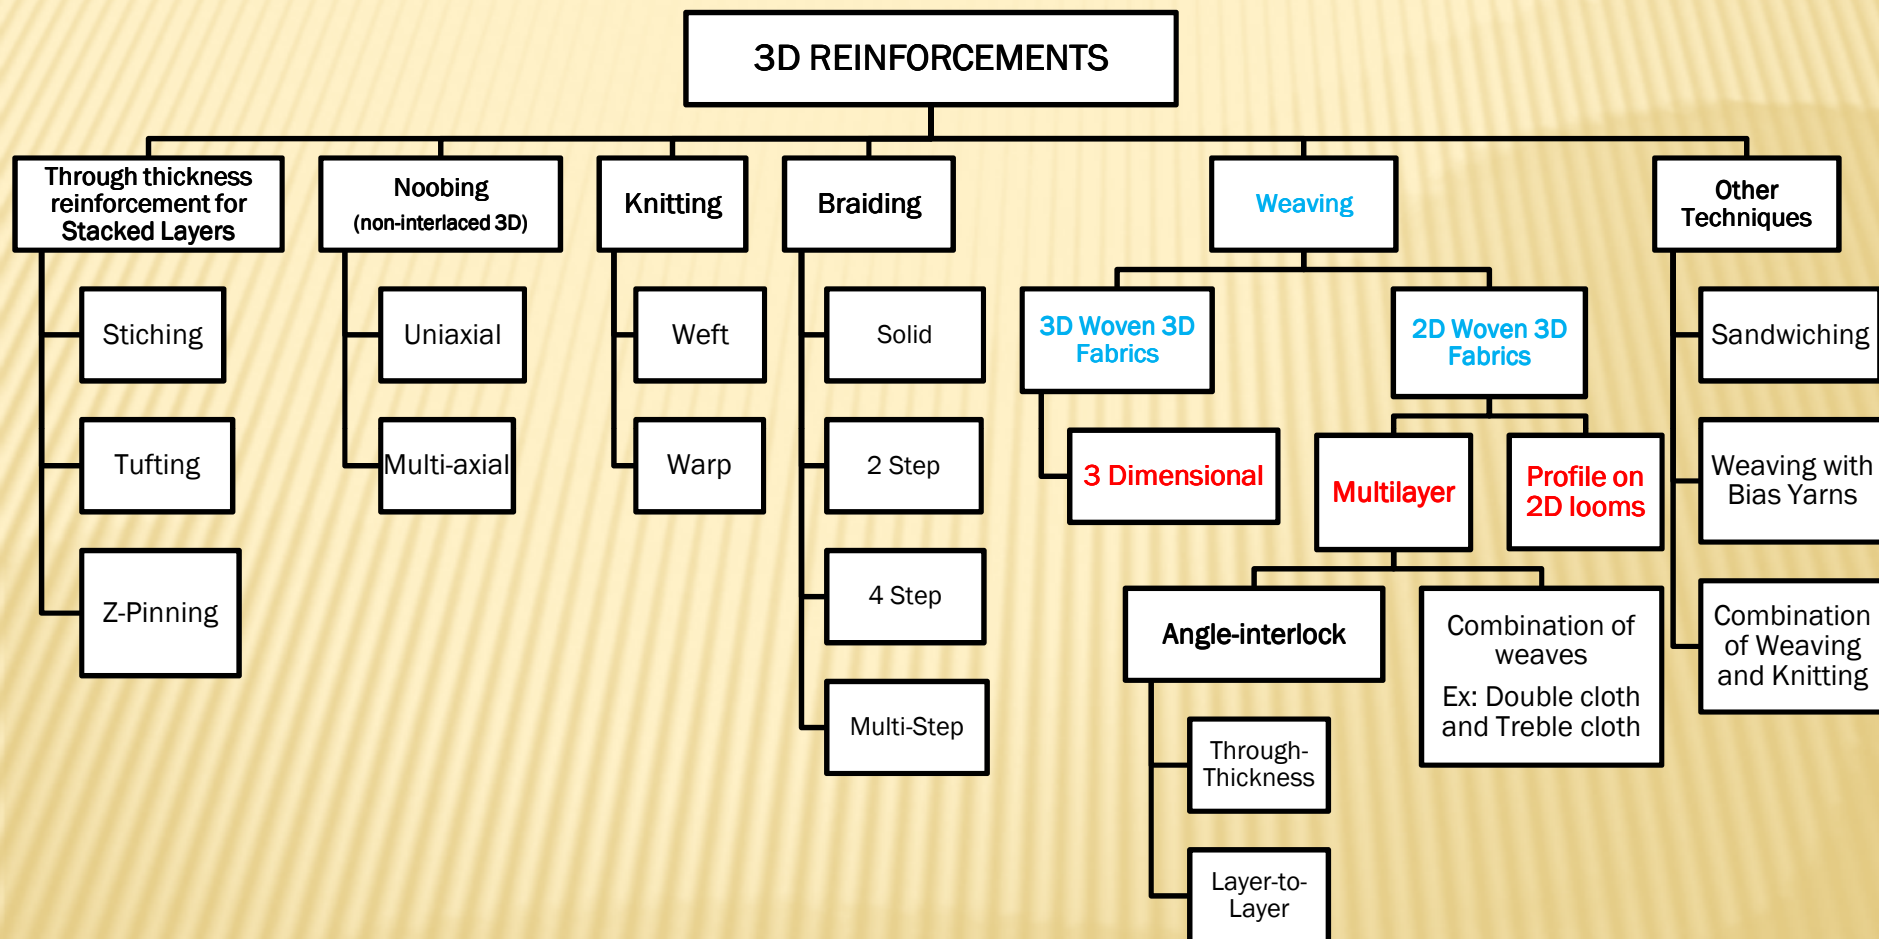 3D REINFORCEMENTS
Through thickness
reinforcement for
Stacked Layers
Stiching
Tufting
Z-Pinning
Noobing
(non-interlaced 3D)
Uniaxial
Multi-axial
Knitting
Weft
Warp
Braiding
Solid
2 Step
4 Step
Multi-Step
Weaving
3D Woven 3D
Fabrics
3 Dimensional
2D Woven 3D
Fabrics
Multilayer
Angle-interlock
Through-
Thickness
Layer-to-
Layer
Combination of
weaves
Ex: Double cloth
and Treble cloth
Profile on
2D looms
Other
Techniques
Sandwiching
Weaving with
Bias Yarns
Combination
of Weaving
and Knitting